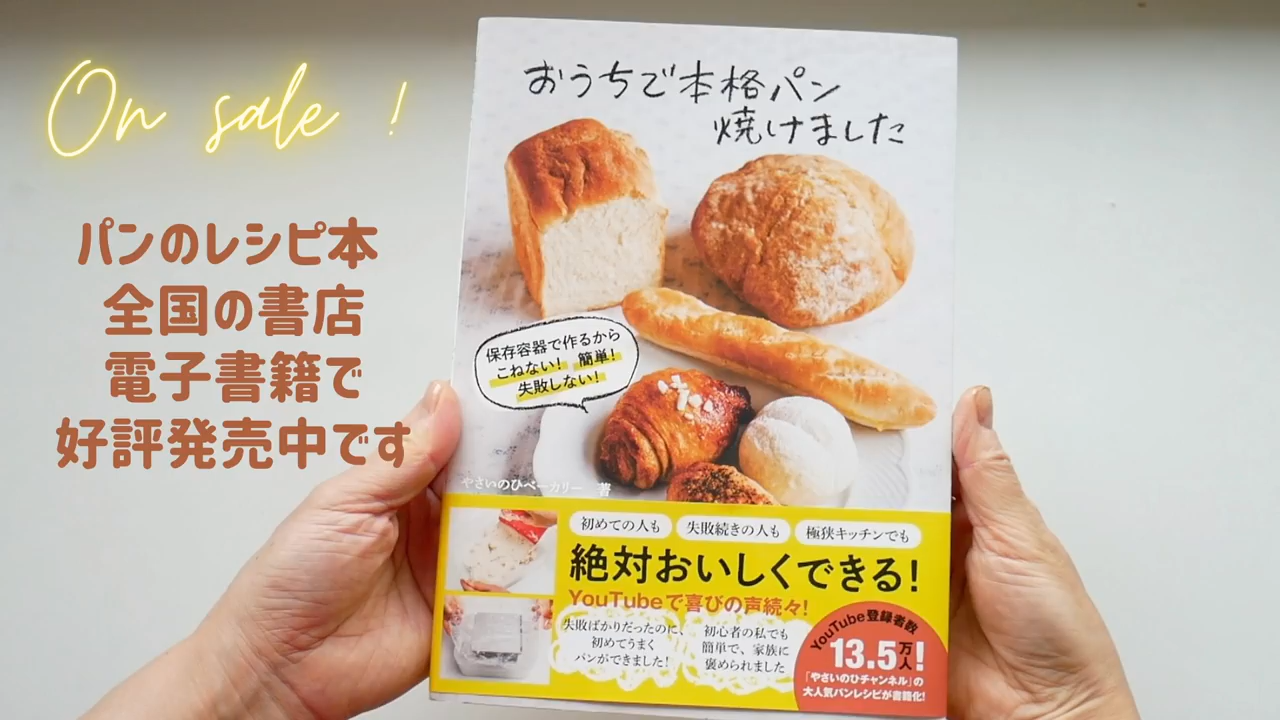 On sale !
パンのレシピ本
全国の書店
電子書籍で
好評発売中です
おうちで本格パン
焼けました
保存容器で作るから
こねない! 簡単!
失敗しない!
やさいのひベーカリー 著
初めての人も 失敗続きの人も 極狭キッチンでも
絶対おいしくできる!
YouTubeで喜びの声続々!
失敗ばかりだったのに、
初めてうまく
パンができました!
初心者の私でも
簡単で、家族に
褒められました
YouTube登録者数
13.5万人!
「やさいのひチャンネル」の
大人気パンレシピが書籍化!